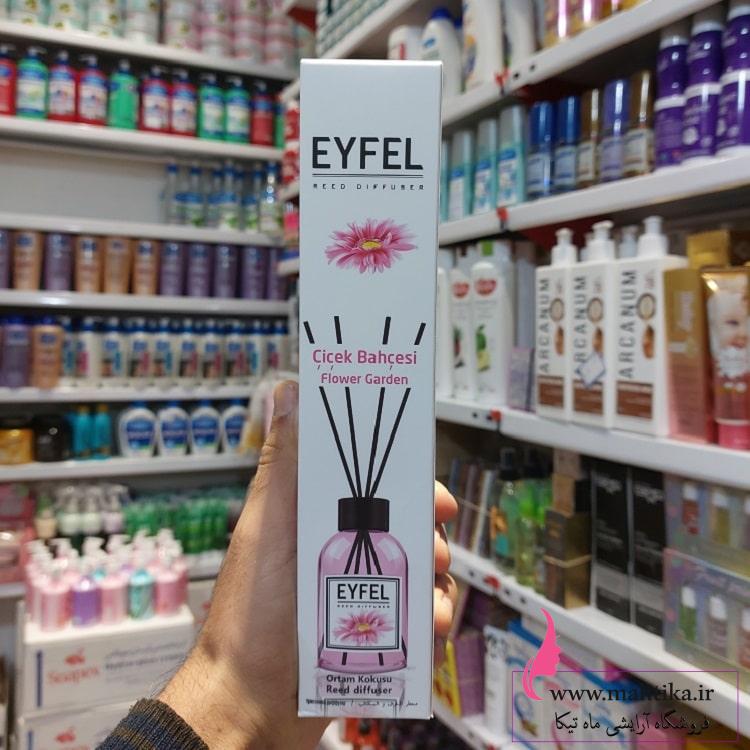 EYFEL
REED DIFFUSER
Çiçek Bahçesi
Flower Garden
EYFEL
REED DIFFUSER
Ortam Kokusu
Reed diffuser
ARCANUM
ARCANUM
ARCANUM
Soapex
www.mahtika.ir
فروشگاه آرایشی ماه تیکا